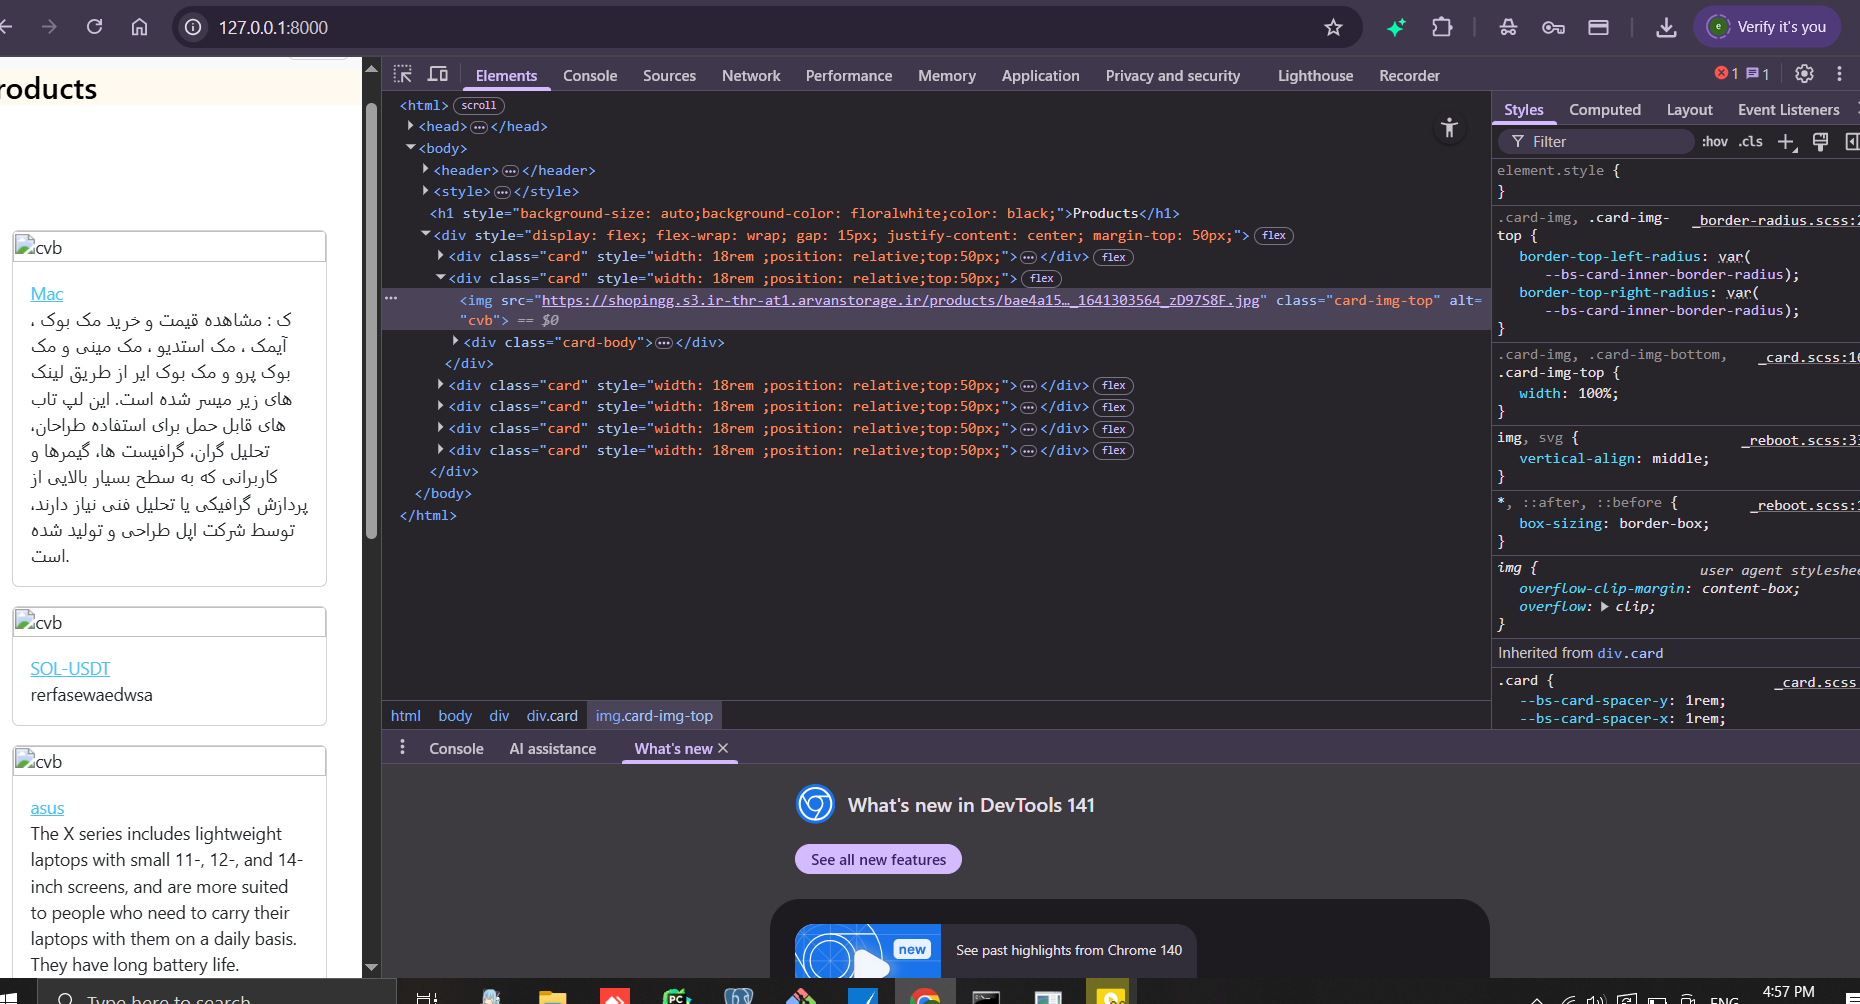 127.0.0.1:8000
Verify it's you
roducts
cvb
Mac
ک : مشاهده قیمت و خرید مک بوک ،
آیمک ، مک استدیو ، مک مینی و مک
بوک پرو و مک بوک ایر از طریق لینک
های زیر میسر شده است. این لپ تاب
های قابل حمل برای استفاده طراحان،
تحلیل گران، گرافیست ها، گیمرها و
کاربرانی که به سطح بسیار بالایی از
پردازش گرافیکی یا تحلیل فنی نیاز دارند،
توسط شرکت اپل طراحی و تولید شده
است.
cvb
SOL-USDT
rerfasewaedwsa
cvb
asus
The X series includes lightweight
laptops with small 11-, 12-, and 14-
inch screens, and are more suited
to people who need to carry their
laptops with them on a daily basis.
They have long battery life.
Elements Console Sources Network Performance Memory Application Privacy and security Lighthouse Recorder 1 1
<html> scroll
<head> ••• </head>
<body>
<header> ••• </header>
<style> ••• </style>
<h1 style="background-size: auto;background-color: floralwhite;color: black;">Products</h1>
<div style="display: flex; flex-wrap: wrap; gap: 15px; justify-content: center; margin-top: 50px;"> flex
<div class="card" style="width: 18rem ;position: relative;top:50px;"> ••• </div> flex
<div class="card" style="width: 18rem ;position: relative;top:50px;"> flex
<img src="https://shopingg.s3.ir-thr-at1.arvanstorage.ir/products/bae4a15…_1641303564_zD97S8F.jpg" class="card-img-top" alt=
"cvb"> == $0
<div class="card-body"> ••• </div>
</div>
<div class="card" style="width: 18rem ;position: relative;top:50px;"> ••• </div> flex
<div class="card" style="width: 18rem ;position: relative;top:50px;"> ••• </div> flex
<div class="card" style="width: 18rem ;position: relative;top:50px;"> ••• </div> flex
<div class="card" style="width: 18rem ;position: relative;top:50px;"> ••• </div> flex
</div>
</body>
</html>
html body div div.card img.card-img-top
Styles Computed Layout Event Listeners
Filter :hov .cls
element.style {
}
.card-img, .card-img- _border-radius.scss:2
top {
border-top-left-radius: var(
--bs-card-inner-border-radius);
border-top-right-radius: var(
--bs-card-inner-border-radius);
}
.card-img, .card-img-bottom, _card.scss:16
.card-img-top {
width: 100%;
}
img, svg { _reboot.scss:33
vertical-align: middle;
}
*, ::after, ::before { _reboot.scss:1
box-sizing: border-box;
}
img { user agent styleshee
overflow-clip-margin: content-box;
overflow: clip;
}
Inherited from div.card
.card { _card.scss
--bs-card-spacer-y: 1rem;
--bs-card-spacer-x: 1rem;
Console AI assistance What's new
What's new in DevTools 141
See all new features
new
See past highlights from Chrome 140
Type here to search
PC
ENG
4:57 PM